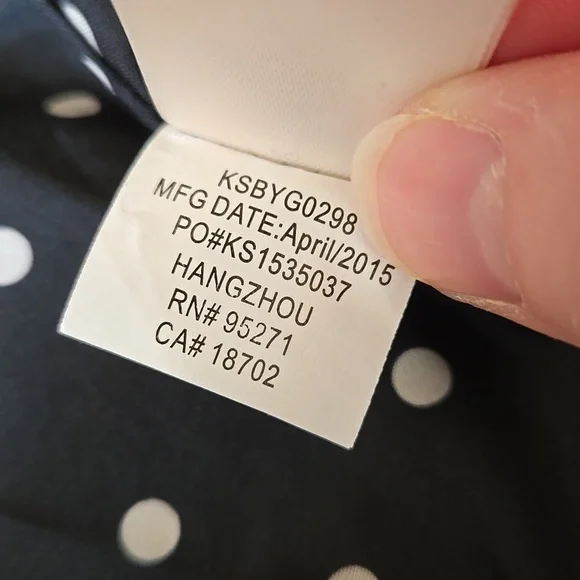 KSBYG0298
MFG DATE:April/2015
PO#KS1535037
HANGZHOU
RN# 95271
CA# 18702